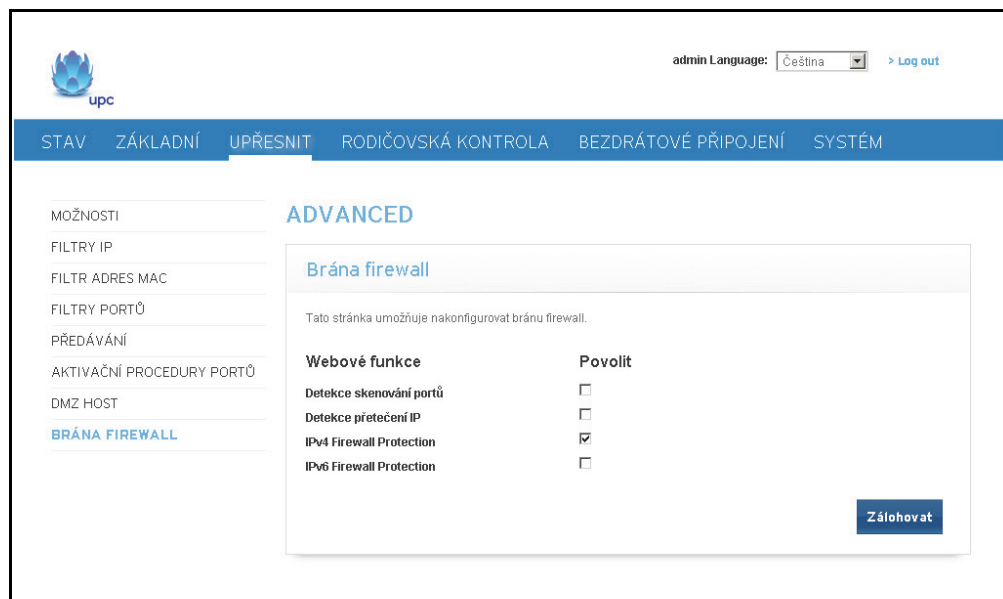 admin Language: Čeština > Log out
upc
STAV ZÁKLADNÍ UPŘESNIT RODIČOVSKÁ KONTROLA BEZDRÁTOVÉ PŘIPOJENÍ SYSTÉM
MOŽNOSTI
FILTRY IP
FILTR ADRES MAC
FILTRY PORTŮ
PŘEDÁVÁNÍ
AKTIVAČNÍ PROCEDURY PORTŮ
DMZ HOST
BRÁNA FIREWALL
ADVANCED
Brána firewall
Tato stránka umožňuje nakonfigurovat bránu firewall.
Webové funkce Povolit
Detekce skenování portů
Detekce přetečení IP
IPv4 Firewall Protection
IPv6 Firewall Protection
Zálohovat